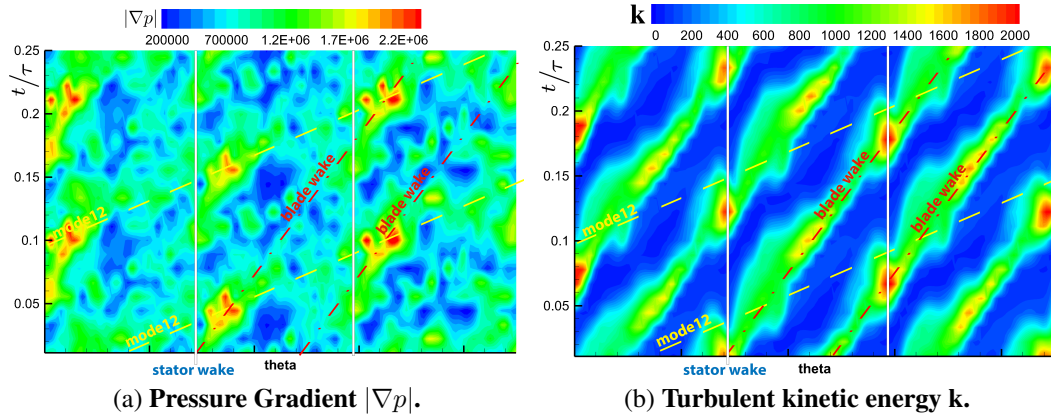 |∇p|
200000 700000 1.2E+06 1.7E+06 2.2E+06
t/τ
0.25
0.2
0.15
0.1
0.05
mode12
mode12
blade wake
blade wake
stator wake
theta
(a) Pressure Gradient |∇p|.
k
0 200 400 600 800 1000 1200 1400 1600 1800 2000
t/τ
0.25
0.2
0.15
0.1
0.05
mode12
mode12
blade wake
blade wake
stator wake
theta
(b) Turbulent kinetic energy k.